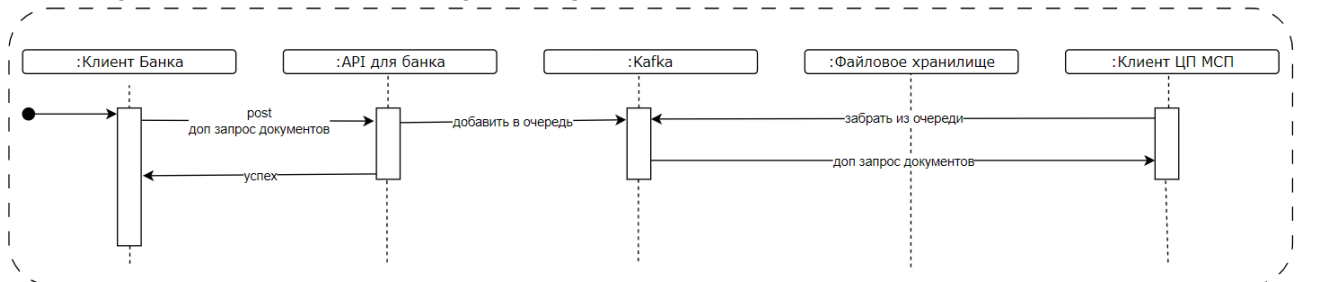 :Клиент Банка
:API для банка
:Kafka
:Файловое хранилище
:Клиент ЦП МСП
post
доп запрос документов
добавить в очередь
забрать из очереди
доп запрос документов
успех